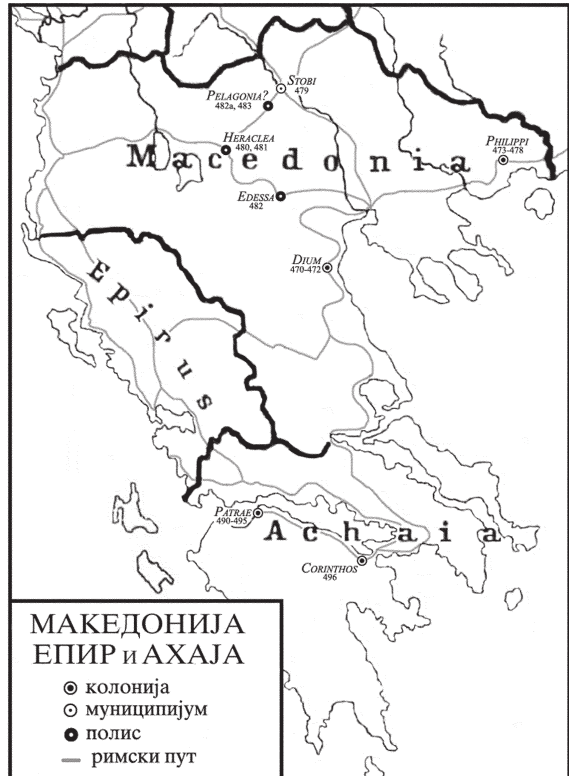 STOBI
479
PELAGONIA?
482a, 483
HERACLEA
480, 481
PHILIPPI
473-478
Macedonia
EDESSA
482
DIUM
470-472
Epirus
PATRAE
490-495
Achaia
CORINTHOS
496
МАКЕДОНИЈА
ЕПИР и АХАЈА
колонија
муниципијум
полис
римски пут